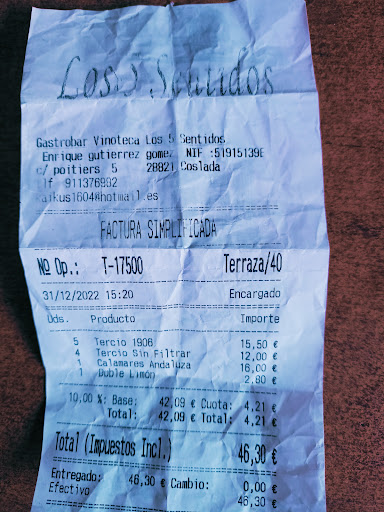 Los 5 Sentidos
Gastrobar Vinoteca Los 5 Sentidos
Enrique gutierrez gomez NIF :51915139E
c/ poitiers 5 28821 Coslada
Tlf 911376992
kaikus1604@hotmail.es
FACTURA SIMPLIFICADA
Nº Op.: T-17500 Terraza/40
31/12/2022 15:20 Encargado
Uds. Producto Importe
5 Tercio 1906 15,50 €
4 Tercio Sin Filtrar 12,00 €
1 Calamares Andaluza 16,00 €
1 Doble Limón 2,80 €
10,00 %: Base: 42,09 € Cuota: 4,21 €
Total: 42,09 € Total: 4,21 €
Total (Impuestos Incl.) 46,30 €
Entregado: 46,30 € Cambio: 0,00 €
Efectivo 46,30 €